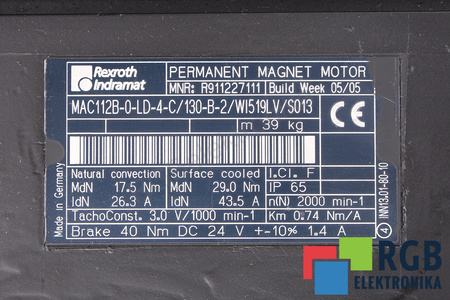 Rexroth
Indramat
PERMANENT MAGNET MOTOR
MNR: R911227111 Build Week 05/05
MAC112B-0-LD-4-C/130-B-2/WI519LV/S013
m 39 kg
CE
Natural convection Surface cooled I.Cl. F
MdN 17.5 Nm MdN 29.0 Nm IP 65
IdN 26.3 A IdN 43.5 A n(N) 2000 min-1
TachoConst. 3.0 V/1000 min-1 Km 0.74 Nm/A
Brake 40 Nm DC 24 V +-10% 1.4 A
Made in Germany
4 INN13.01-80-10
RGB
ELEKTRONIKA